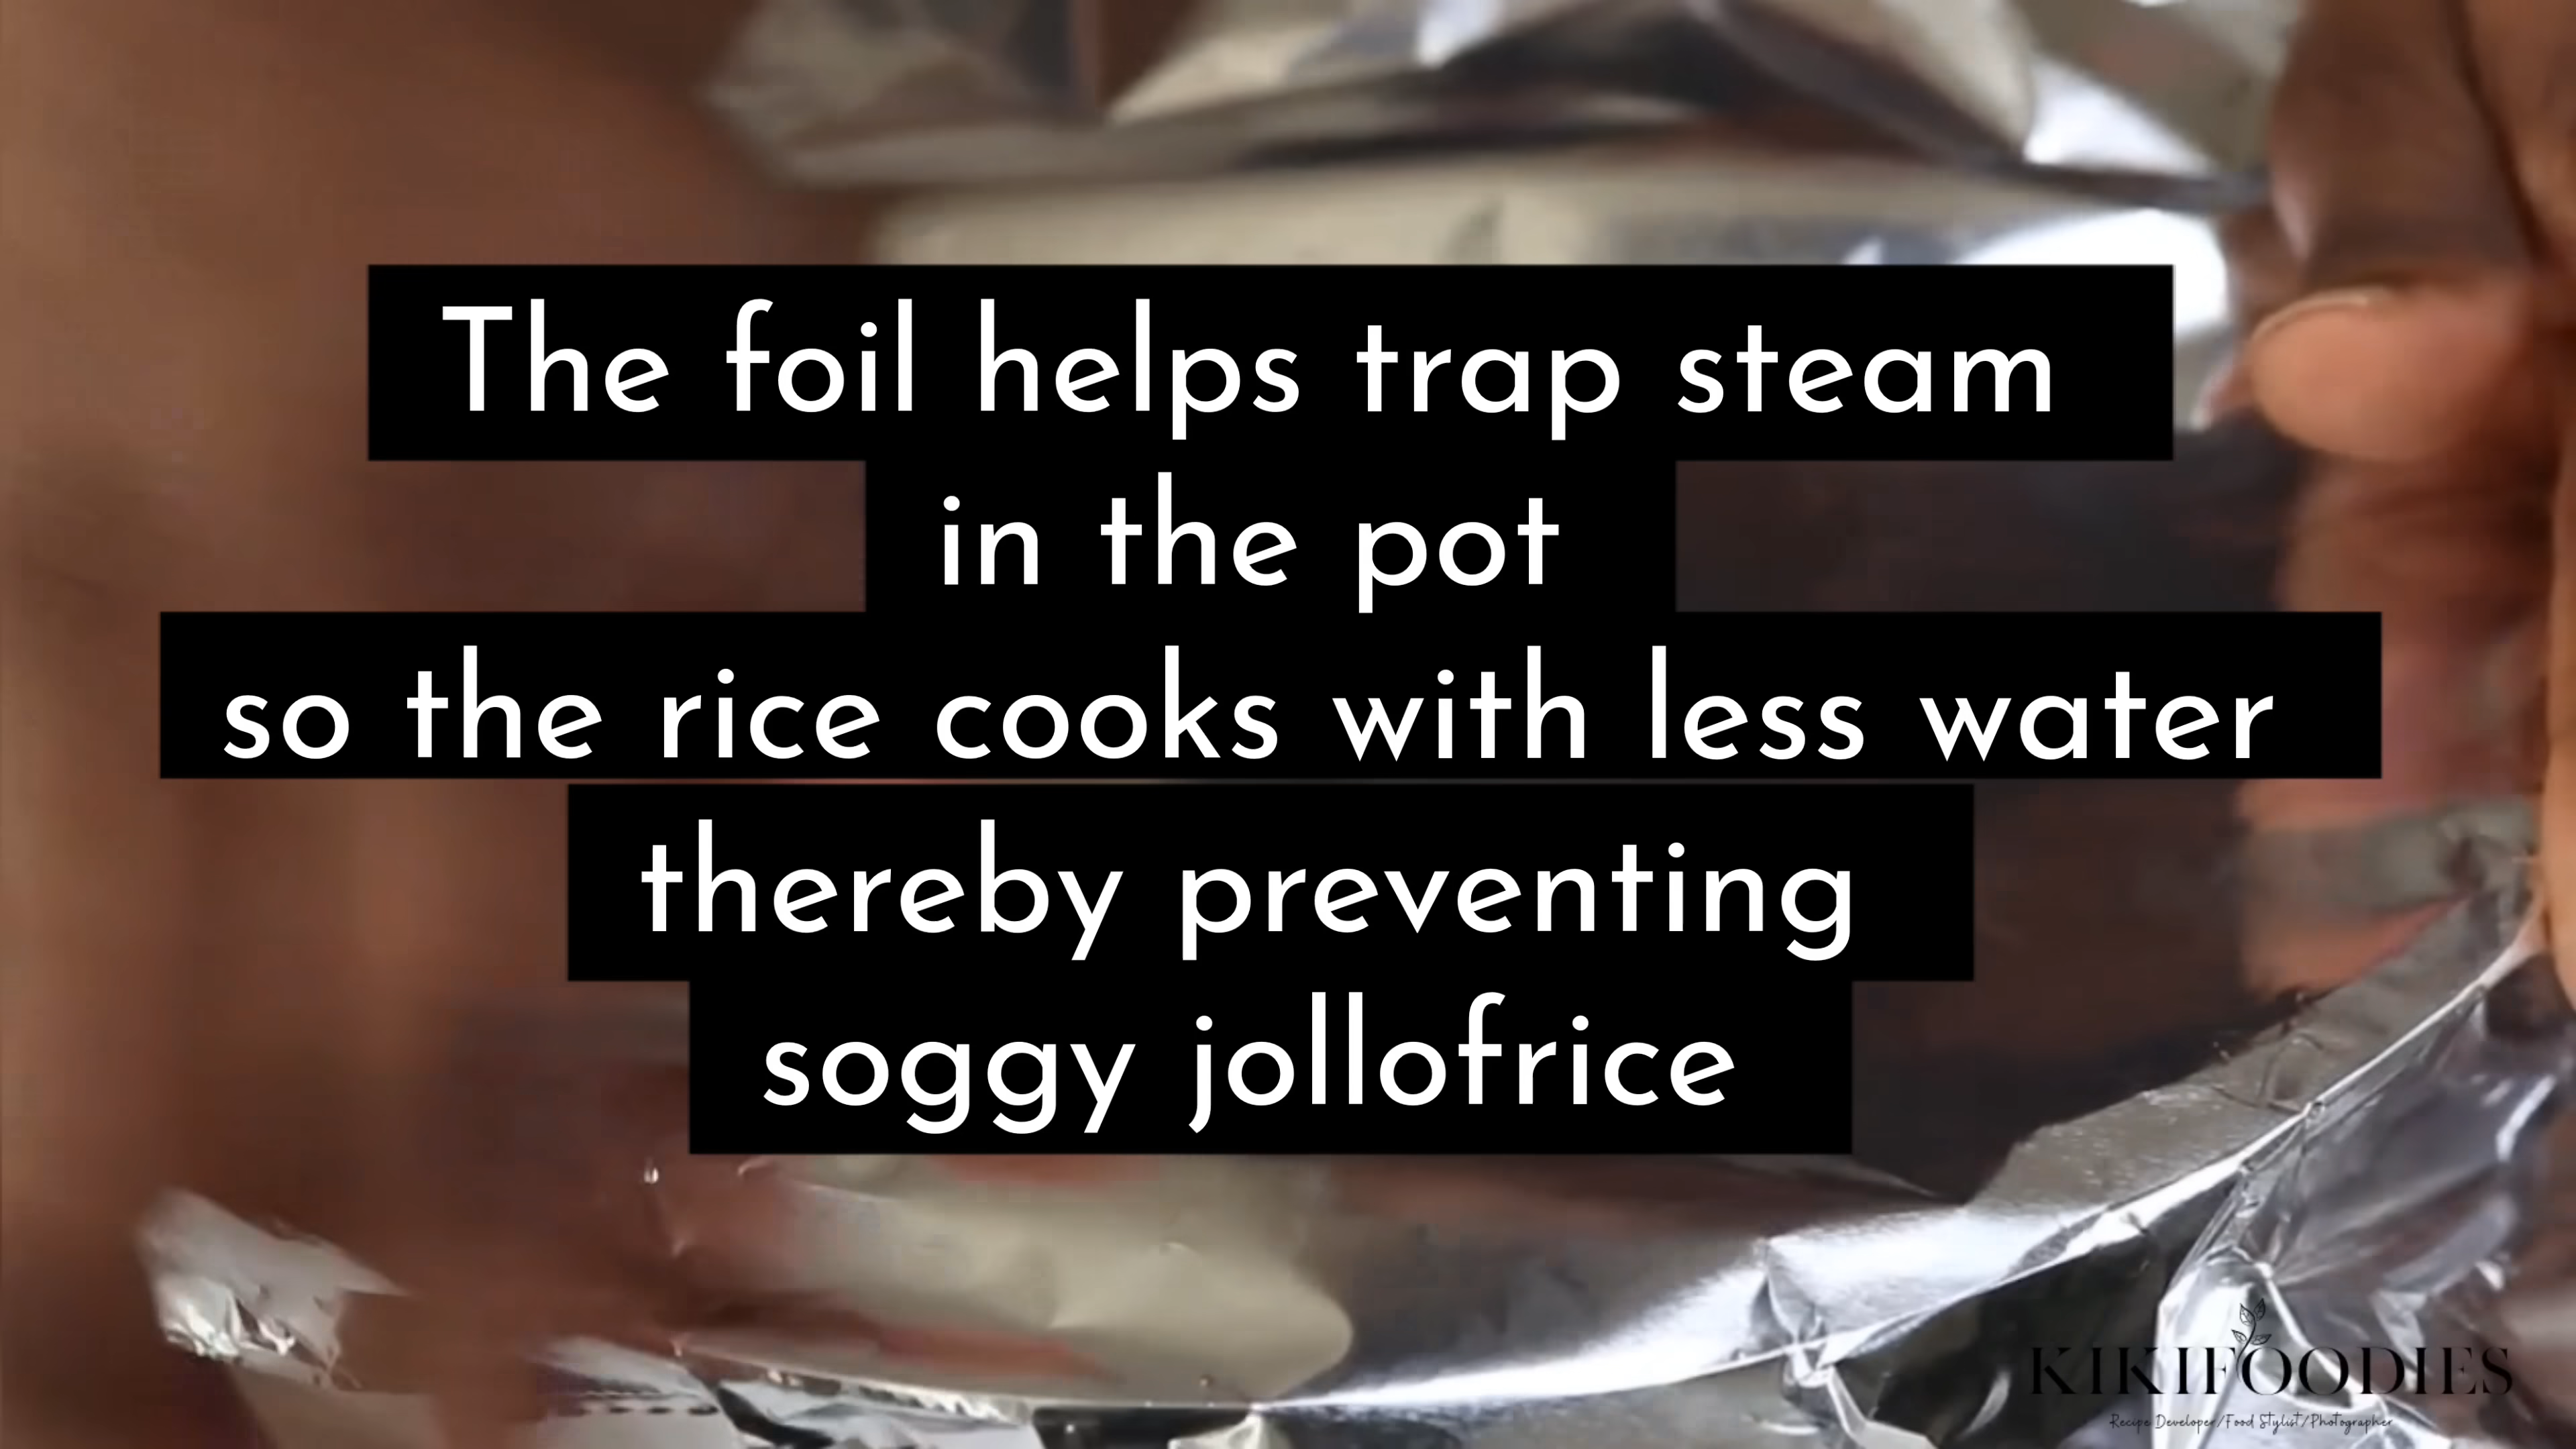 The foil helps trap steam
in the pot
so the rice cooks with less water
thereby preventing
soggy jollofrice
KIKIFOODIES
Recipe Developer/Food Stylist/Photographer